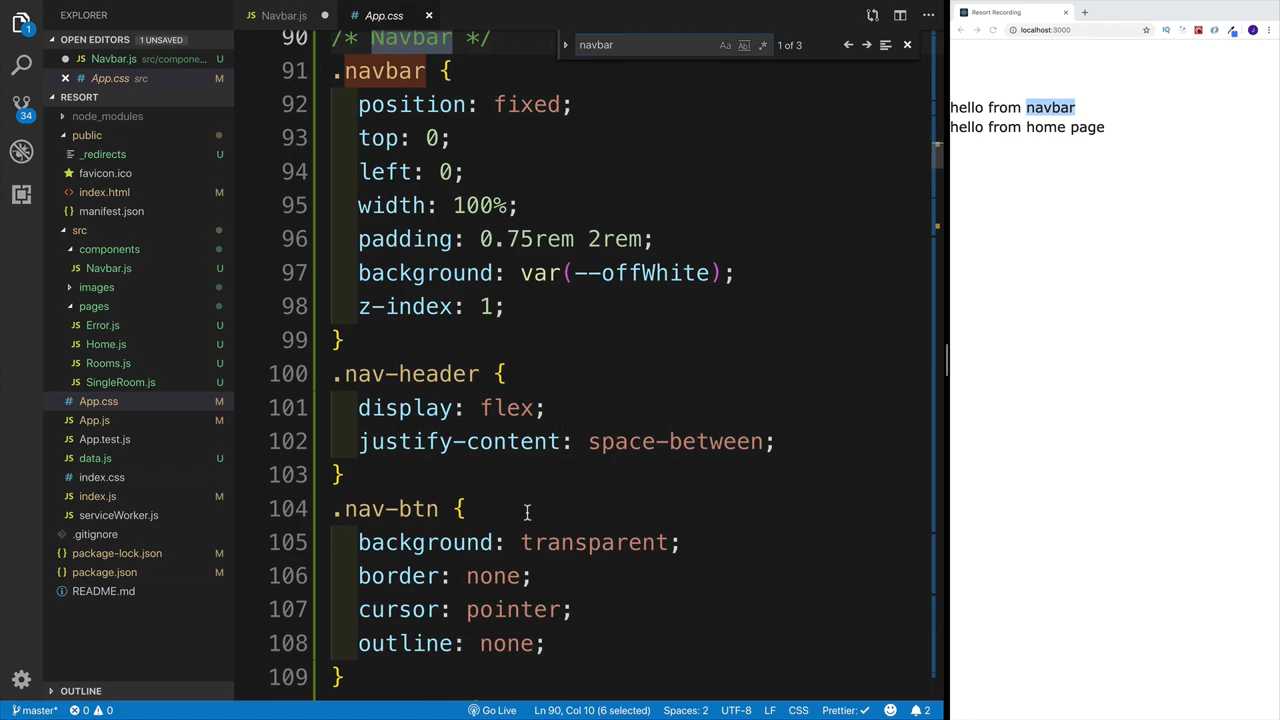 EXPLORER
OPEN EDITORS 1 UNSAVED
Navbar.js src/compone... U
App.css src M
RESORT
node_modules
public
_redirects U
favicon.ico
index.html M
manifest.json
src
components
Navbar.js U
images
pages
Error.js U
Home.js U
Rooms.js U
SingleRoom.js U
App.css M
App.js M
App.test.js
data.js U
index.css
index.js M
serviceWorker.js
.gitignore
package-lock.json M
package.json M
README.md
OUTLINE
1
34
Navbar.js
App.css
navbar
Aa Abl .*
1 of 3
90 /* Navbar */
91 .navbar {
92 position: fixed;
93 top: 0;
94 left: 0;
95 width: 100%;
96 padding: 0.75rem 2rem;
97 background: var(--offWhite);
98 z-index: 1;
99 }
100 .nav-header {
101 display: flex;
102 justify-content: space-between;
103 }
104 .nav-btn {
105 background: transparent;
106 border: none;
107 cursor: pointer;
108 outline: none;
109 }
Resort Recording
localhost:3000
J
hello from navbar
hello from home page
master* 0 0 Go Live Ln 90, Col 10 (6 selected) Spaces: 2 UTF-8 LF CSS Prettier: ✓ 2